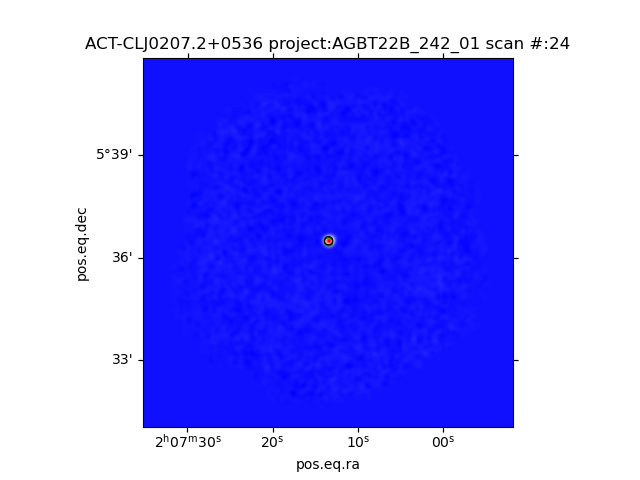 ACT-CLJ0207.2+0536 project:AGBT22B_242_01 scan #:24
pos.eq.dec
5°39'
36'
33'
2ʰ07ᵐ30ˢ 20ˢ 10ˢ 00ˢ
pos.eq.ra